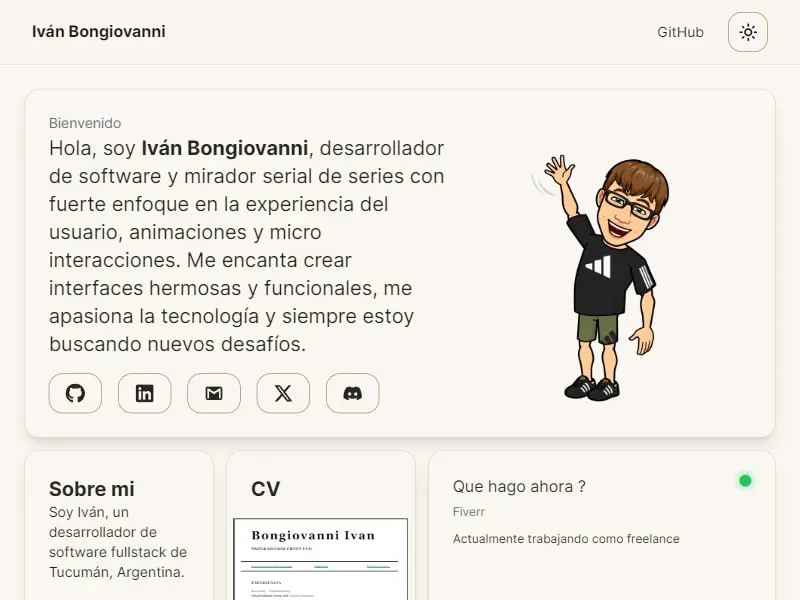 Iván Bongiovanni
GitHub
Bienvenido
Hola, soy Iván Bongiovanni, desarrollador
de software y mirador serial de series con
fuerte enfoque en la experiencia del
usuario, animaciones y micro
interacciones. Me encanta crear
interfaces hermosas y funcionales, me
apasiona la tecnología y siempre estoy
buscando nuevos desafíos.
Sobre mi
Soy Iván, un
desarrollador de
software fullstack de
Tucumán, Argentina.
CV
Bongiovanni Ivan
PROGRAMADOR FRONT END
EXPERIENCIA
Que hago ahora ?
Fiverr
Actualmente trabajando como freelance